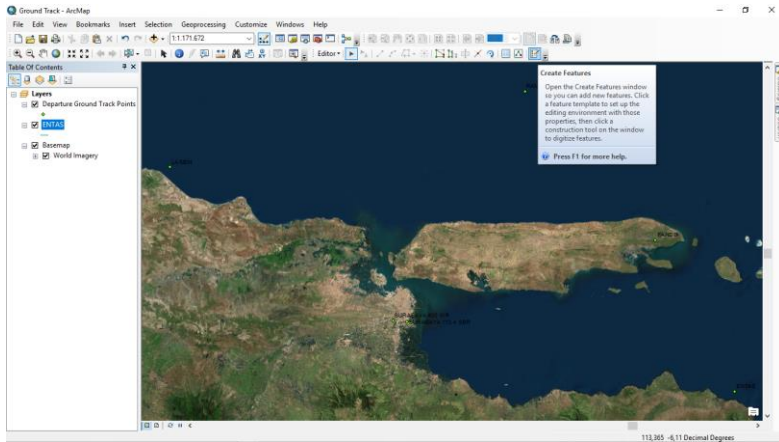 Ground Track - ArcMap
File Edit View Bookmarks Insert Selection Geoprocessing Customize Windows Help
1:1.171.672
Editor
Table Of Contents
Layers
Departure Ground Track Points
ENTAS
Basemap
World Imagery
Create Features
Open the Create Features window
so you can add new features. Click
a feature template to set up the
editing environment with those
properties, then click a
construction tool on the window
to digitize features.
Press F1 for more help.
113,365 -6,11 Decimal Degrees